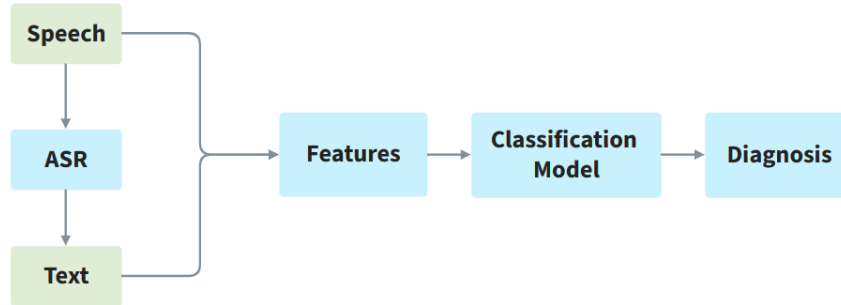 Speech
ASR
Text
Features
Classification
Model
Diagnosis